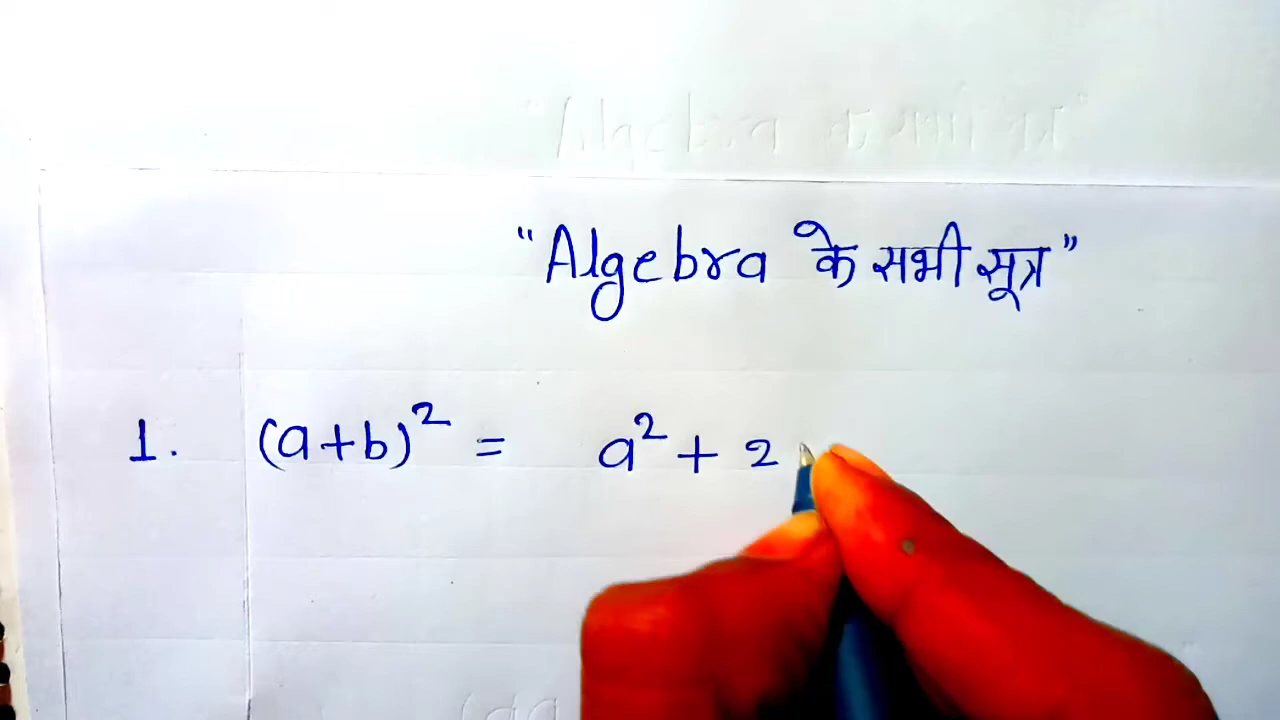 "Algebra के सभी सूत्र"
1. (a+b)² = a² + 2